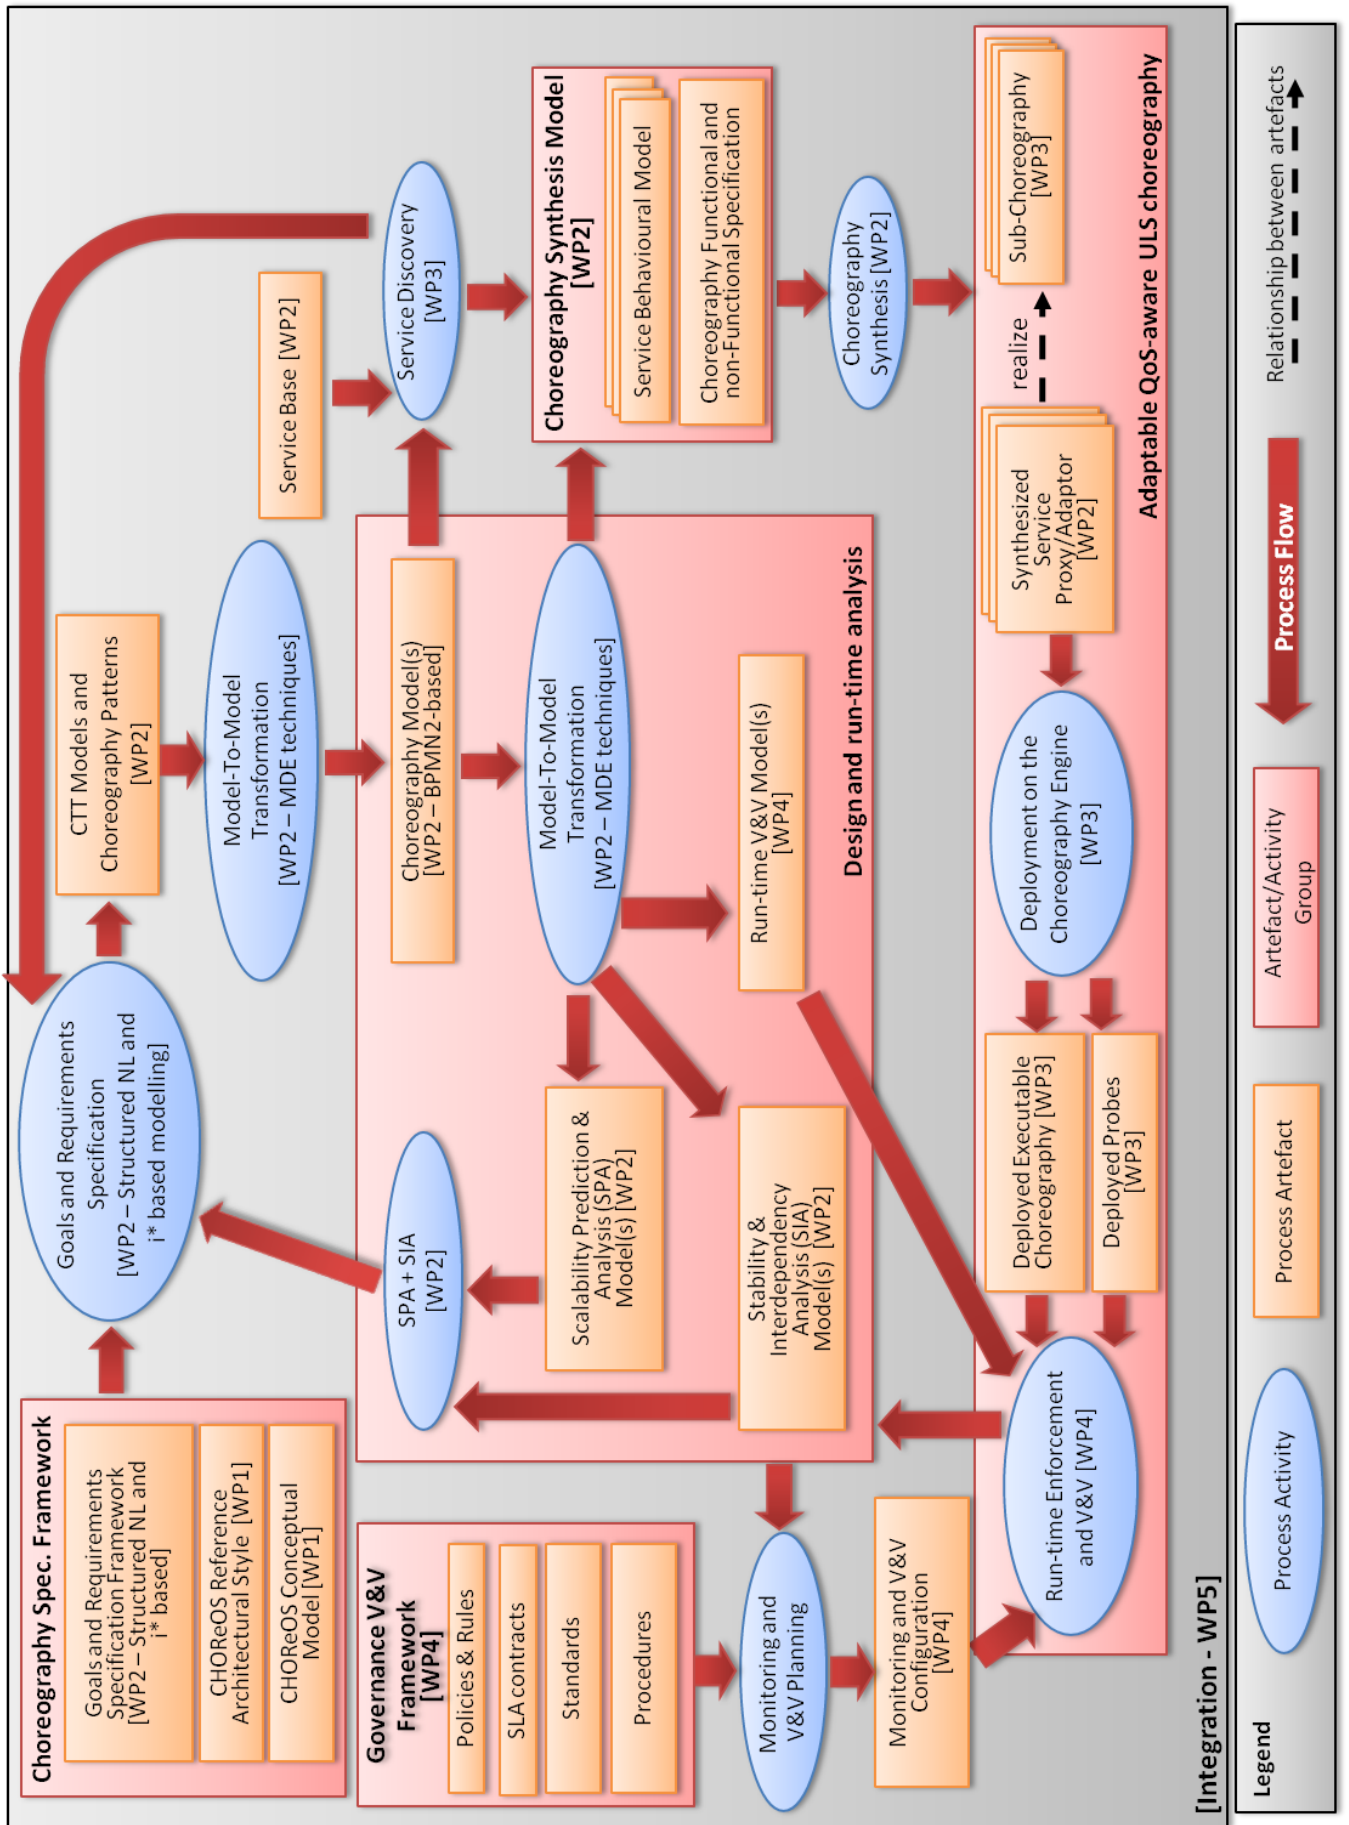 Choreography Spec. Framework
Goals and Requirements
Specification Framework
[WP2 – Structured NL and
i* based]
CHOReOS Reference
Architectural Style [WP1]
CHOReOS Conceptual
Model [WP1]
Goals and Requirements
Specification
[WP2 – Structured NL and
i* based modelling]
CTT Models and
Choreography Patterns
[WP2]
Model-To-Model
Transformation
[WP2 – MDE techniques]
Service Base [WP2]
Service Discovery
[WP3]
Governance V&V
Framework
[WP4]
Policies & Rules
SLA contracts
Standards
Procedures
SPA + SIA
[WP2]
Scalability Prediction &
Analysis (SPA)
Model(s) [WP2]
Stability &
Interdependency
Analysis (SIA)
Model(s) [WP2]
Choreography Model(s)
[WP2 – BPMN2-based]
Model-To-Model
Transformation
[WP2 – MDE techniques]
Run-time V&V Model(s)
[WP4]
Design and run-time analysis
Choreography Synthesis Model
[WP2]
Service Behavioural Model
Choreography Functional and
non-Functional Specification
Choreography
Synthesis [WP2]
Monitoring and
V&V Planning
Monitoring and V&V
Configuration
[WP4]
Run-time Enforcement
and V&V [WP4]
Deployed Executable
Choreography [WP3]
Deployed Probes
[WP3]
Deployment on the
Choreography Engine
[WP3]
Synthesized
Service
Proxy/Adaptor
[WP2]
realize
Sub-Choreography
[WP3]
Adaptable QoS-aware ULS choreography
[Integration - WP5]
Legend
Process Activity
Process Artefact
Artefact/Activity
Group
Process Flow
Relationship between artefacts